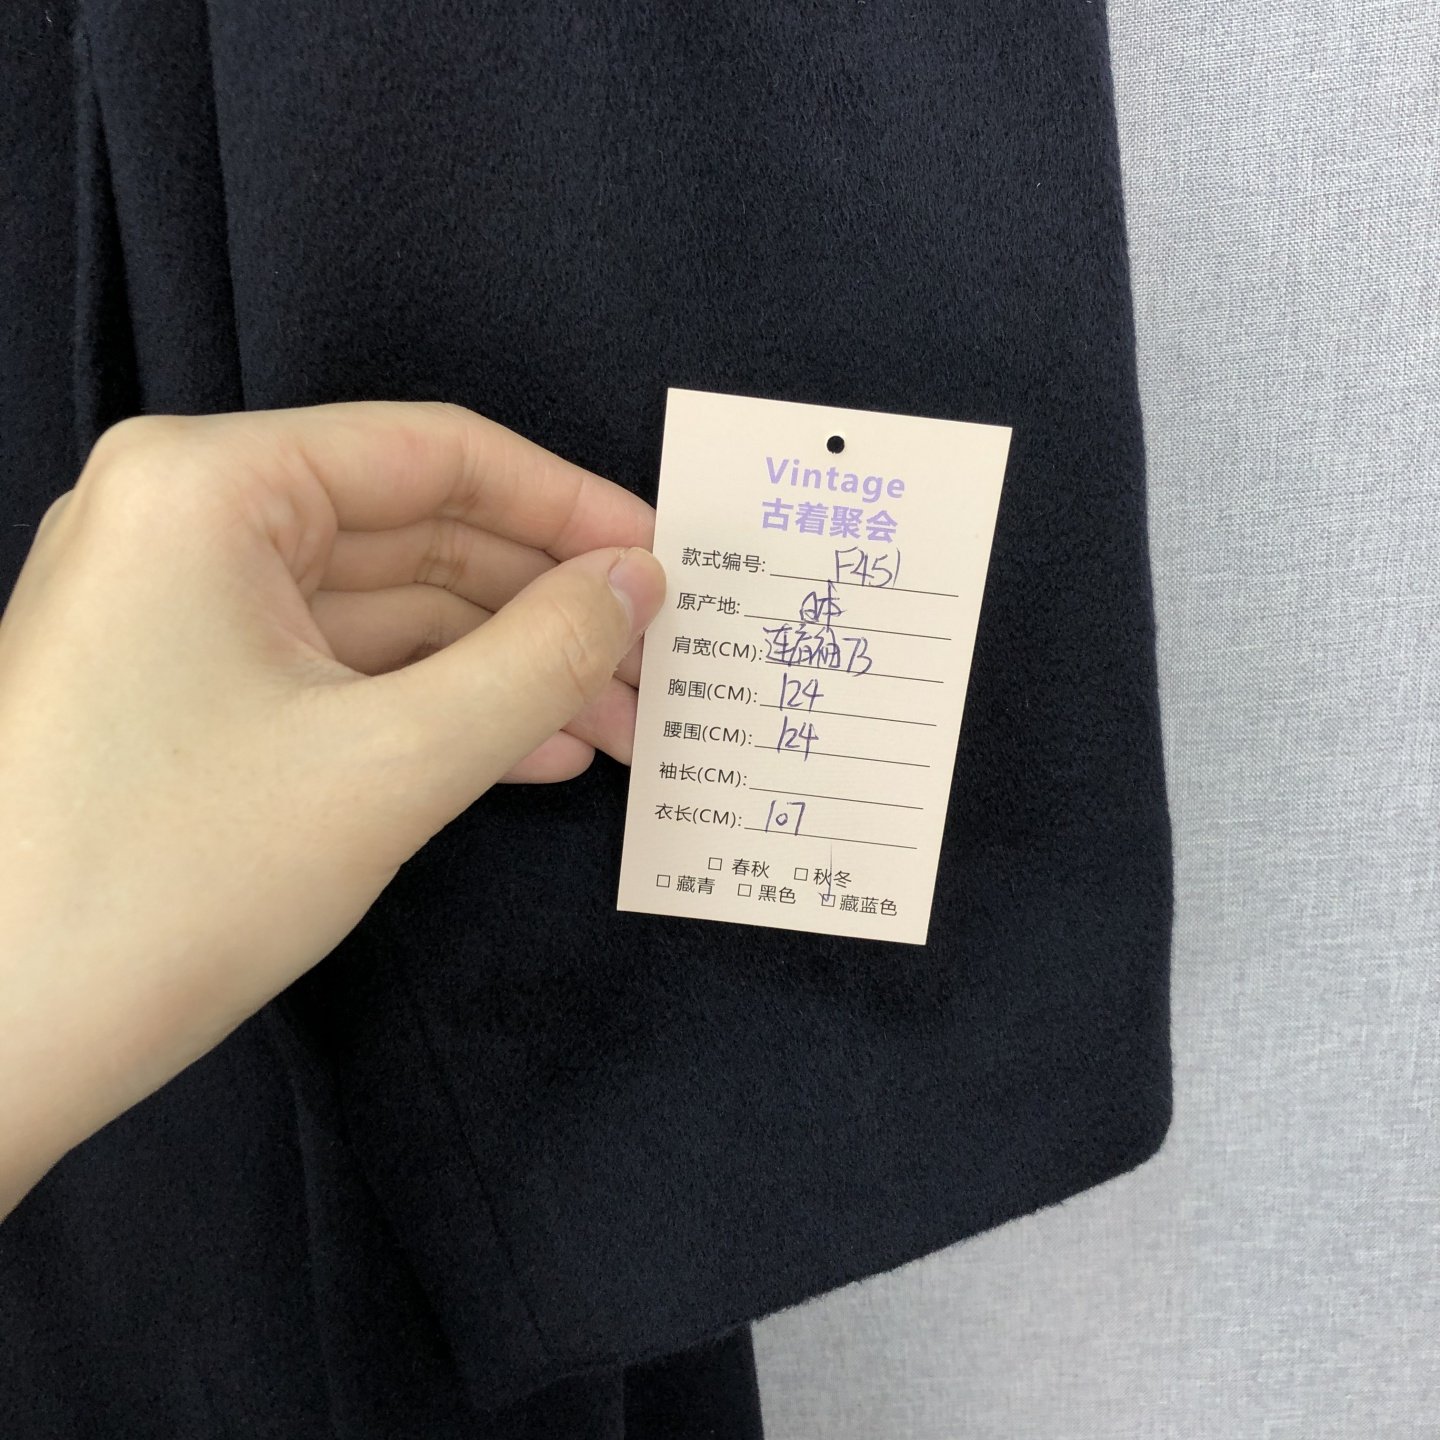 Vintage
古着聚会
款式编号: F451
原产地: 日本
肩宽(CM): 连肩袖73
胸围(CM): 124
腰围(CM): 124
袖长(CM):
衣长(CM): 107
□ 春秋 □ 秋冬
□ 藏青 □ 黑色 ☑ 藏蓝色